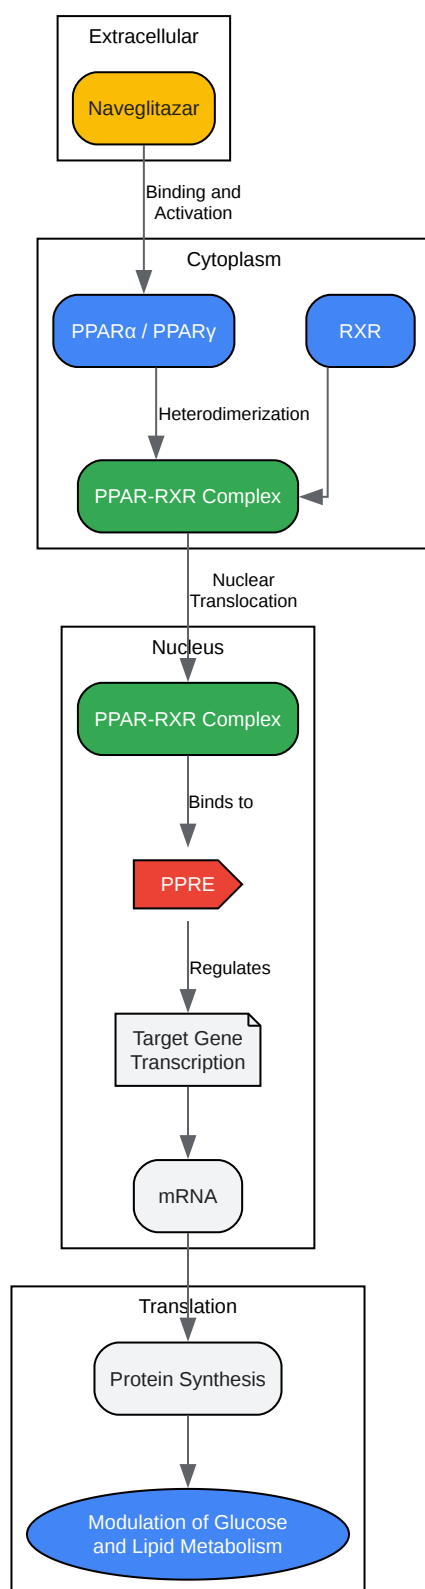 Extracellular
Naveglitazar
Binding and
Activation
Cytoplasm
PPARα / PPARγ
RXR
Heterodimerization
PPAR-RXR Complex
Nuclear
Translocation
Nucleus
PPAR-RXR Complex
Binds to
PPRE
Regulates
Target Gene
Transcription
mRNA
Translation
Protein Synthesis
Modulation of Glucose
and Lipid Metabolism